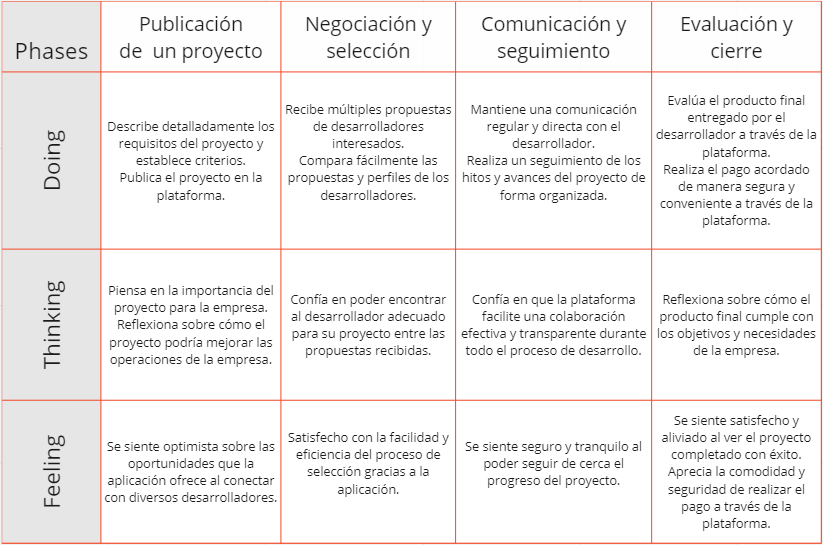 Phases
Publicación
de un proyecto
Negociación y
selección
Comunicación y
seguimiento
Evaluación y
cierre
Doing
Describe detalladamente los
requisitos del proyecto y
establece criterios.
Publica el proyecto en la
plataforma.
Recibe múltiples propuestas
de desarrolladores
interesados.
Compara fácilmente las
propuestas y perfiles de los
desarrolladores.
Mantiene una comunicación
regular y directa con el
desarrollador.
Realiza un seguimiento de los
hitos y avances del proyecto de
forma organizada.
Evalúa el producto final
entregado por el
desarrollador a través de la
plataforma.
Realiza el pago acordado
de manera segura y
conveniente a través de la
plataforma.
Thinking
Piensa en la importancia del
proyecto para la empresa.
Reflexiona sobre cómo el
proyecto podría mejorar las
operaciones de la empresa.
Confía en poder encontrar
al desarrollador adecuado
para su proyecto entre las
propuestas recibidas.
Confía en que la plataforma
facilite una colaboración
efectiva y transparente durante
todo el proceso de desarrollo.
Reflexiona sobre cómo el
producto final cumple con
los objetivos y necesidades
de la empresa.
Feeling
Se siente optimista sobre las
oportunidades que la
aplicación ofrece al conectar
con diversos desarrolladores.
Satisfecho con la facilidad y
eficiencia del proceso de
selección gracias a la
aplicación.
Se siente seguro y tranquilo al
poder seguir de cerca el
progreso del proyecto.
Se siente satisfecho y
aliviado al ver el proyecto
completado con éxito.
Aprecia la comodidad y
seguridad de realizar el
pago a través de la
plataforma.